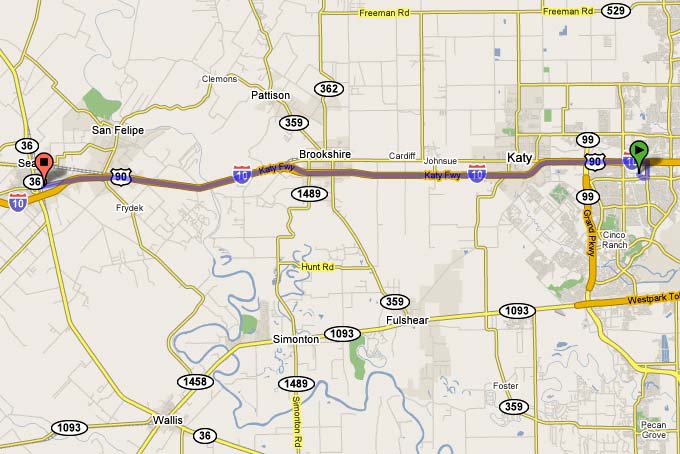 Freeman Rd
Freeman Rd
529
Clemons
362
Pattison
36
359
San Felipe
99
Brookshire
Cardiff
Johnsue
Katy
90
10
Katy Fwy
10
90
Katy Fwy
10
36
1489
99
10
Frydek
Grand Pkwy
Cinco
Ranch
Hunt Rd
359
1093
Westpark
Fulshear
1093
Simonton
1458
1489
Foster
359
Simonton Rd
Wallis
1093
36
Pecan
Grove